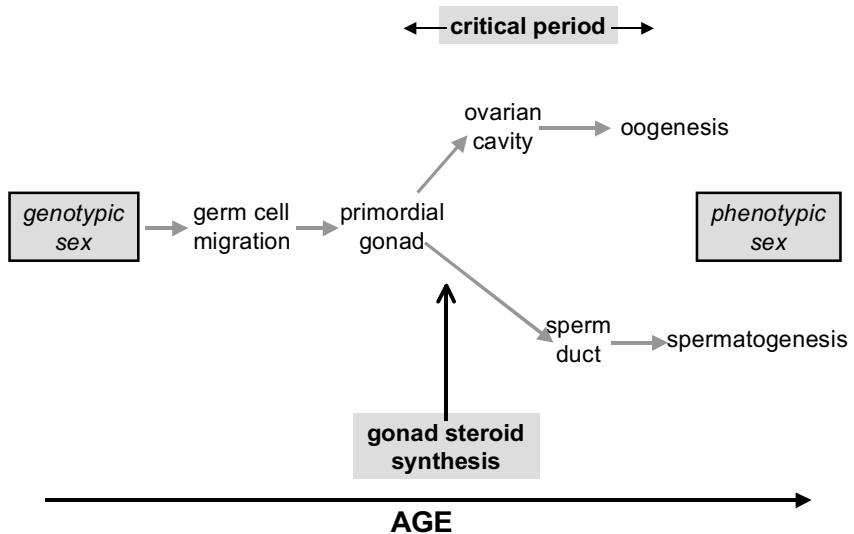 critical period
ovarian
cavity
oogenesis
genotypic
sex
germ cell
migration
primordial
gonad
phenotypic
sex
sperm
duct
spermatogenesis
gonad steroid
synthesis
AGE